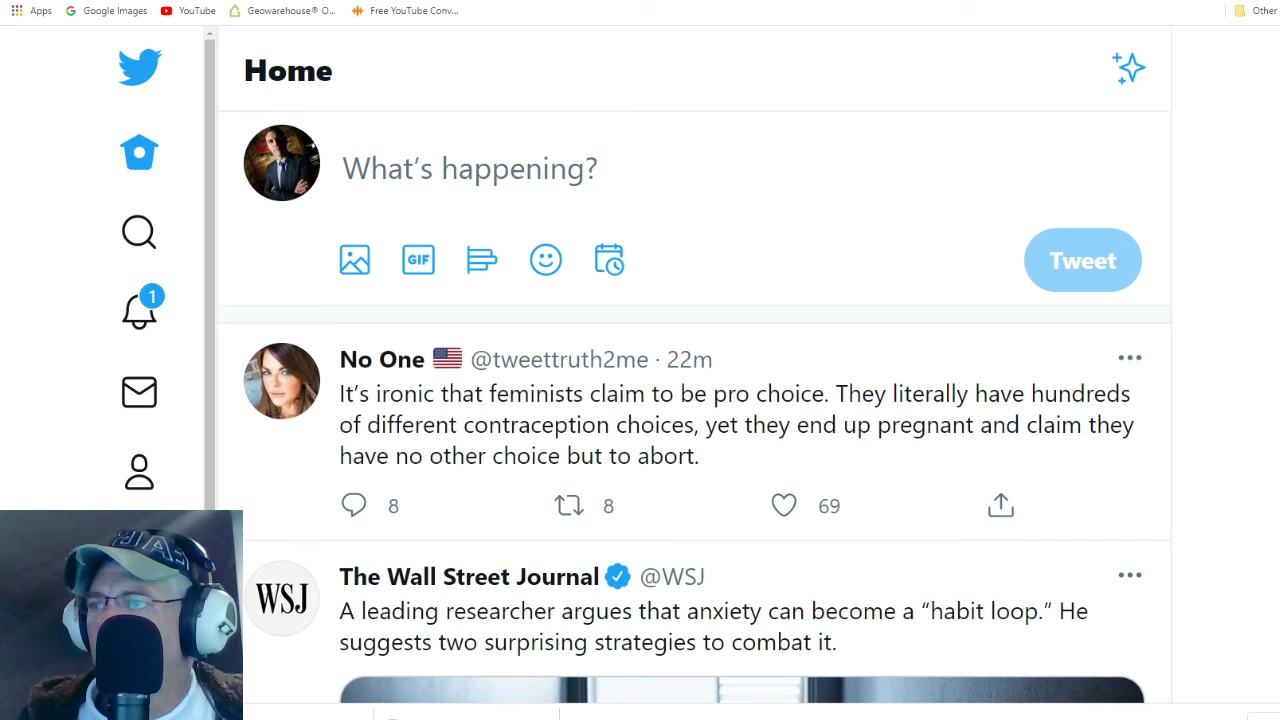 Apps Google Images YouTube Geowarehouse® O... Free YouTube Conv... Other
Home
What's happening?
GIF
Tweet
1
No One @tweettruth2me · 22m
It's ironic that feminists claim to be pro choice. They literally have hundreds
of different contraception choices, yet they end up pregnant and claim they
have no other choice but to abort.
8 8 69
WSJ
The Wall Street Journal @WSJ
A leading researcher argues that anxiety can become a “habit loop.” He
suggests two surprising strategies to combat it.